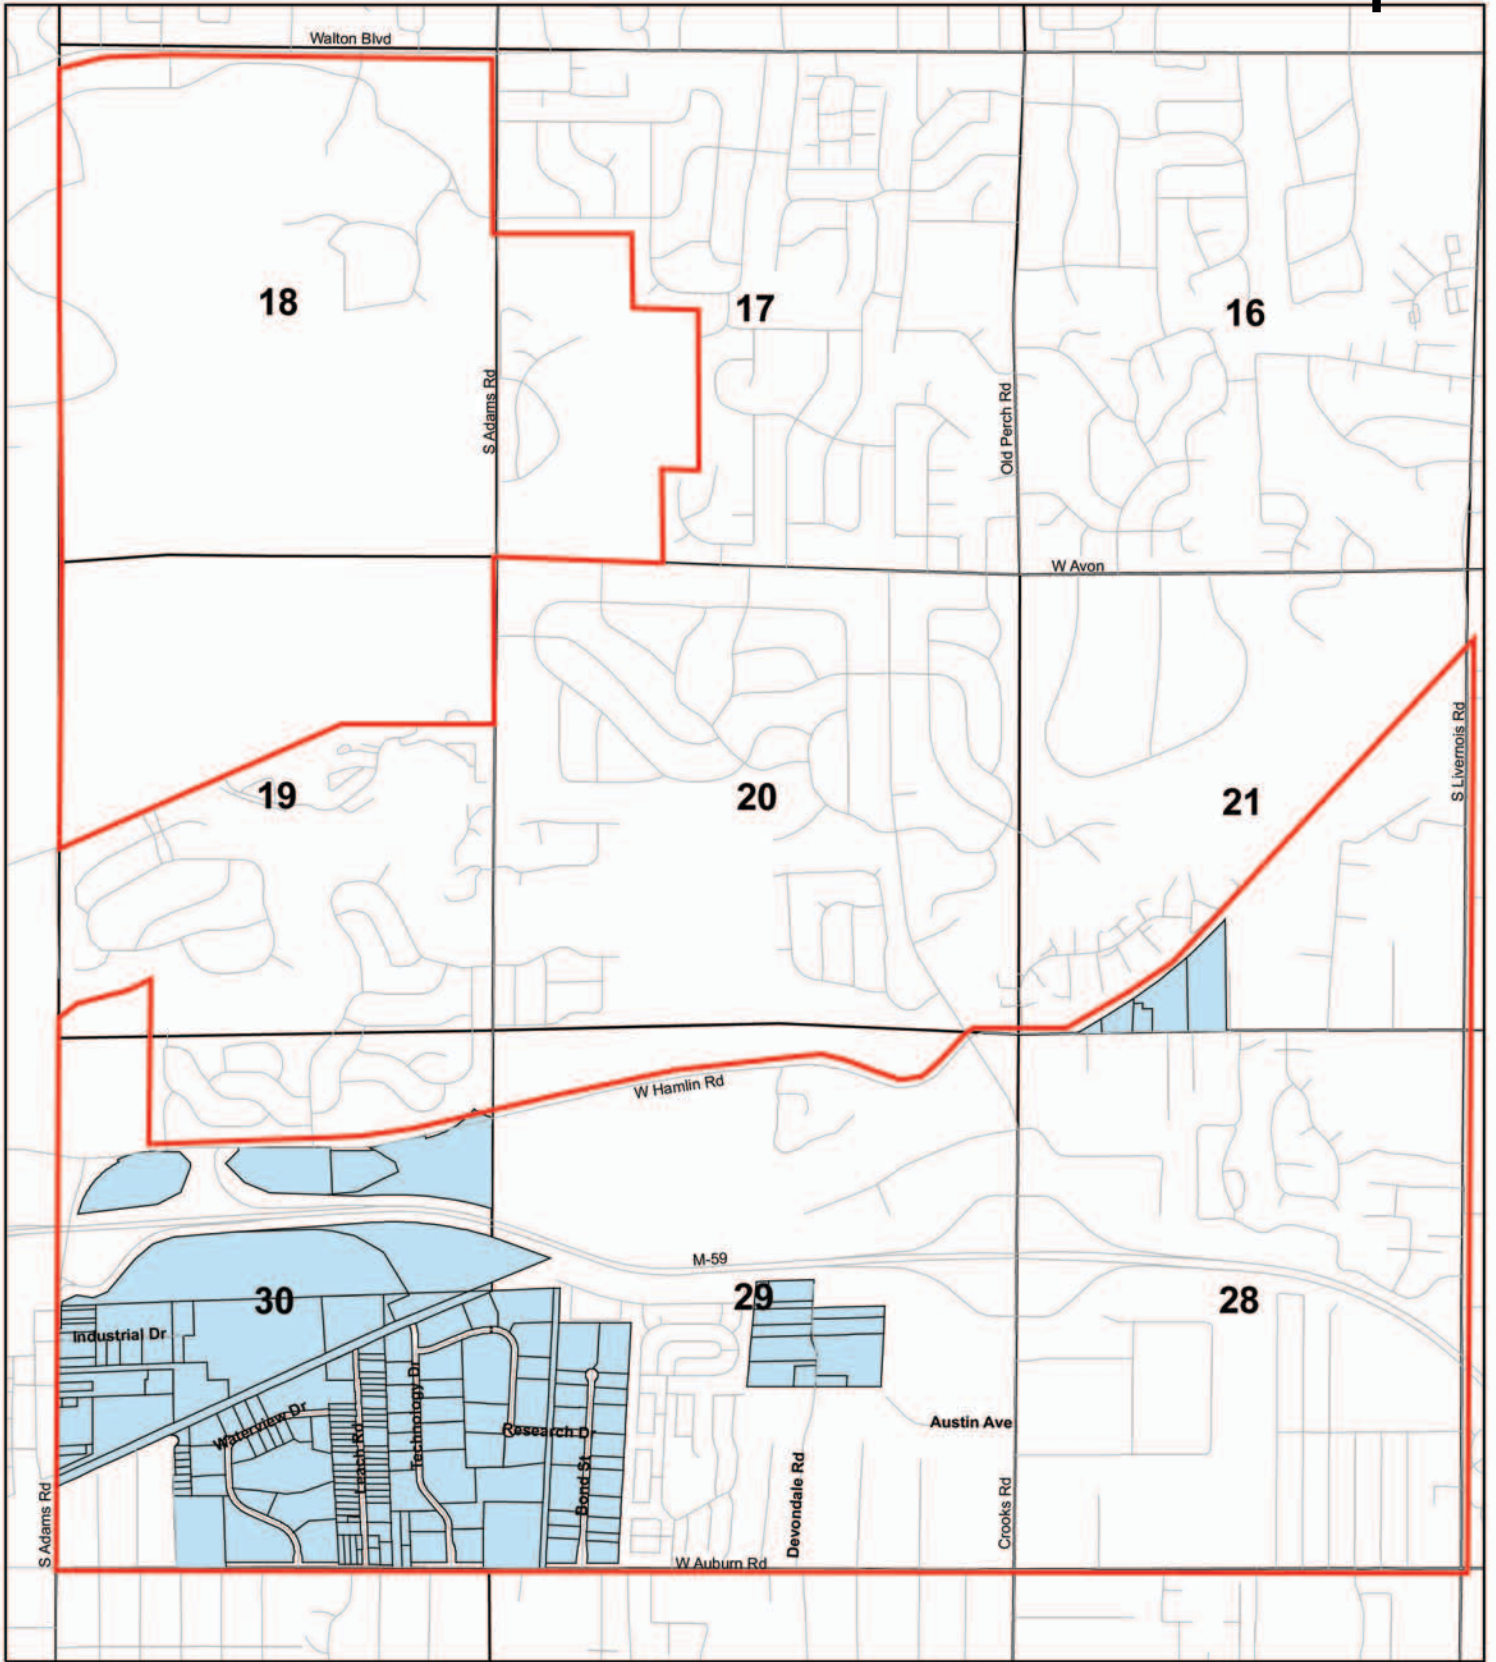 Walton Blvd
18
17
16
S Adams Rd
Old Perch Rd
W Avon
S Livernois Rd
19
20
21
W Hamlin Rd
M-59
30
29
28
Industrial Dr
Waterview Dr
Leach Rd
Technology Dr
Research Dr
Bond St
Austin Ave
Devondale Rd
Crooks Rd
S Adams Rd
W Auburn Rd